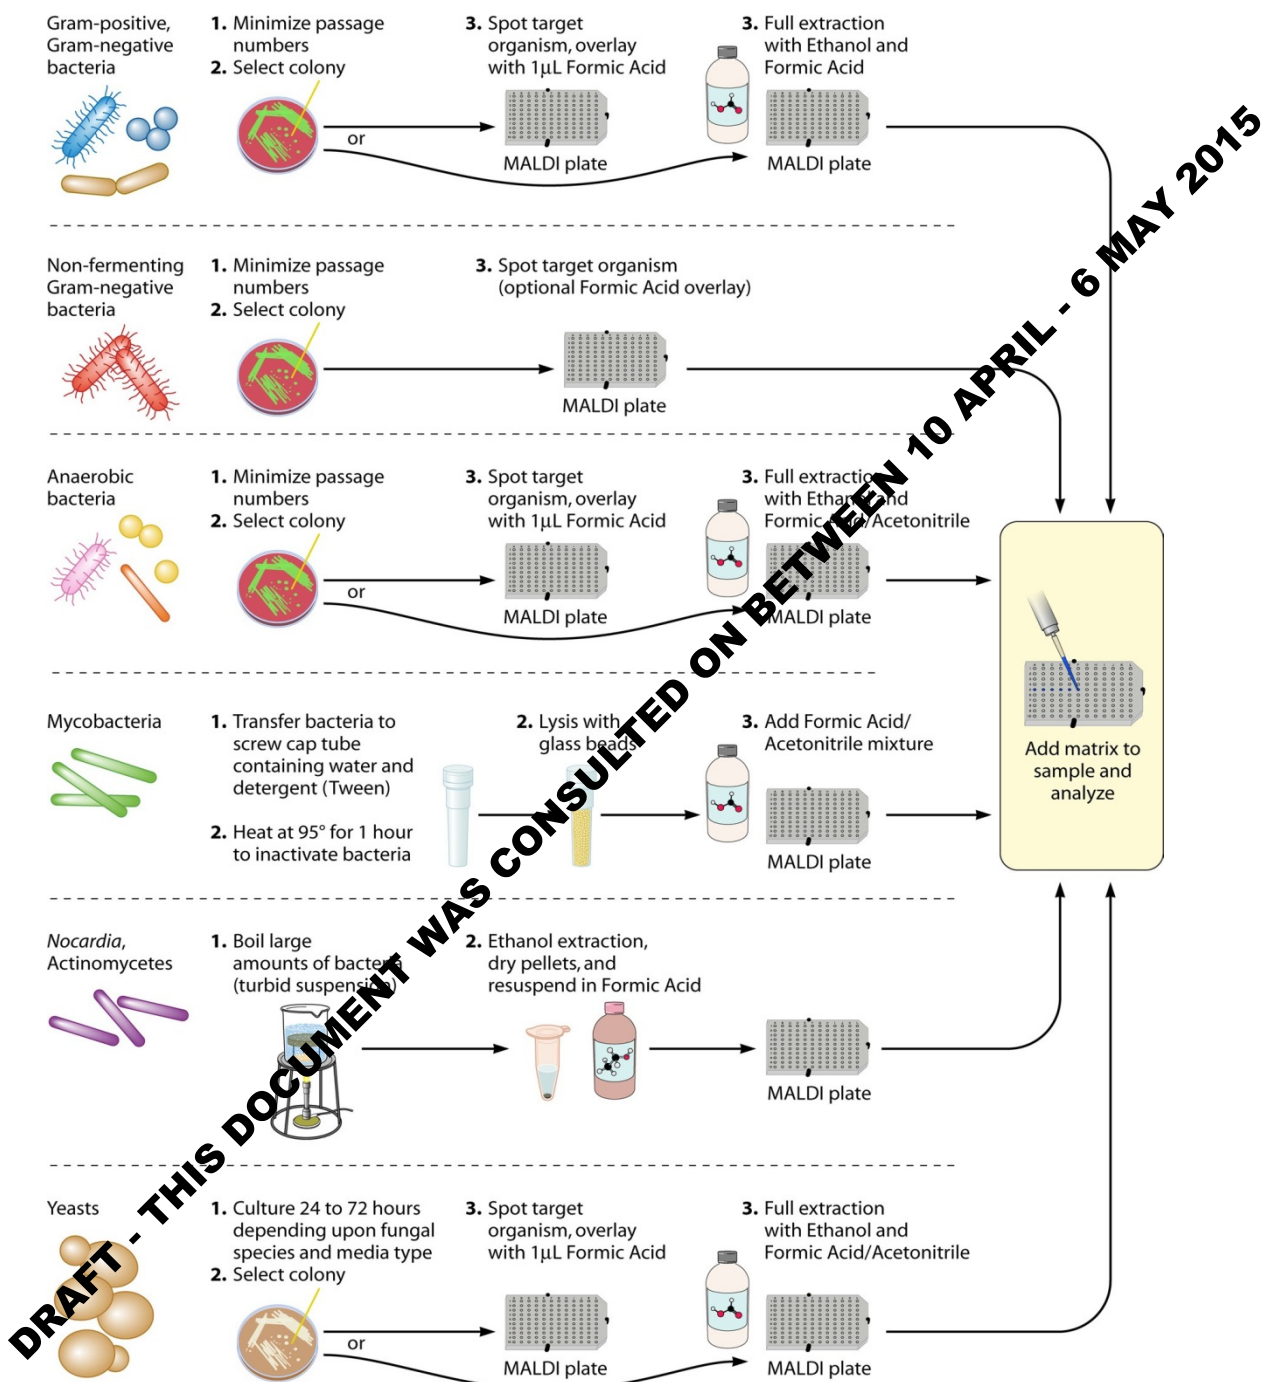 Gram-positive,
Gram-negative
bacteria
1. Minimize passage
numbers
2. Select colony
or
3. Spot target
organism, overlay
with 1μL Formic Acid
MALDI plate
3. Full extraction
with Ethanol and
Formic Acid
MALDI plate
Non-fermenting
Gram-negative
bacteria
1. Minimize passage
numbers
2. Select colony
3. Spot target organism
(optional Formic Acid overlay)
MALDI plate
Anaerobic
bacteria
1. Minimize passage
numbers
2. Select colony
or
3. Spot target
organism, overlay
with 1μL Formic Acid
MALDI plate
3. Full extraction
with Ethanol and
Formic Acid/Acetonitrile
MALDI plate
Mycobacteria
1. Transfer bacteria to
screw cap tube
containing water and
detergent (Tween)
2. Heat at 95° for 1 hour
to inactivate bacteria
2. Lysis with
glass beads
3. Add Formic Acid/
Acetonitrile mixture
MALDI plate
Add matrix to
sample and
analyze
Nocardia,
Actinomycetes
1. Boil large
amounts of bacteria
(turbid suspension)
2. Ethanol extraction,
dry pellets, and
resuspend in Formic Acid
MALDI plate
Yeasts
1. Culture 24 to 72 hours
depending upon fungal
species and media type
2. Select colony
or
3. Spot target
organism, overlay
with 1μL Formic Acid
MALDI plate
3. Full extraction
with Ethanol and
Formic Acid/Acetonitrile
MALDI plate
DRAFT - THIS DOCUMENT WAS CONSULTED ON BETWEEN 10 APRIL - 6 MAY 2015